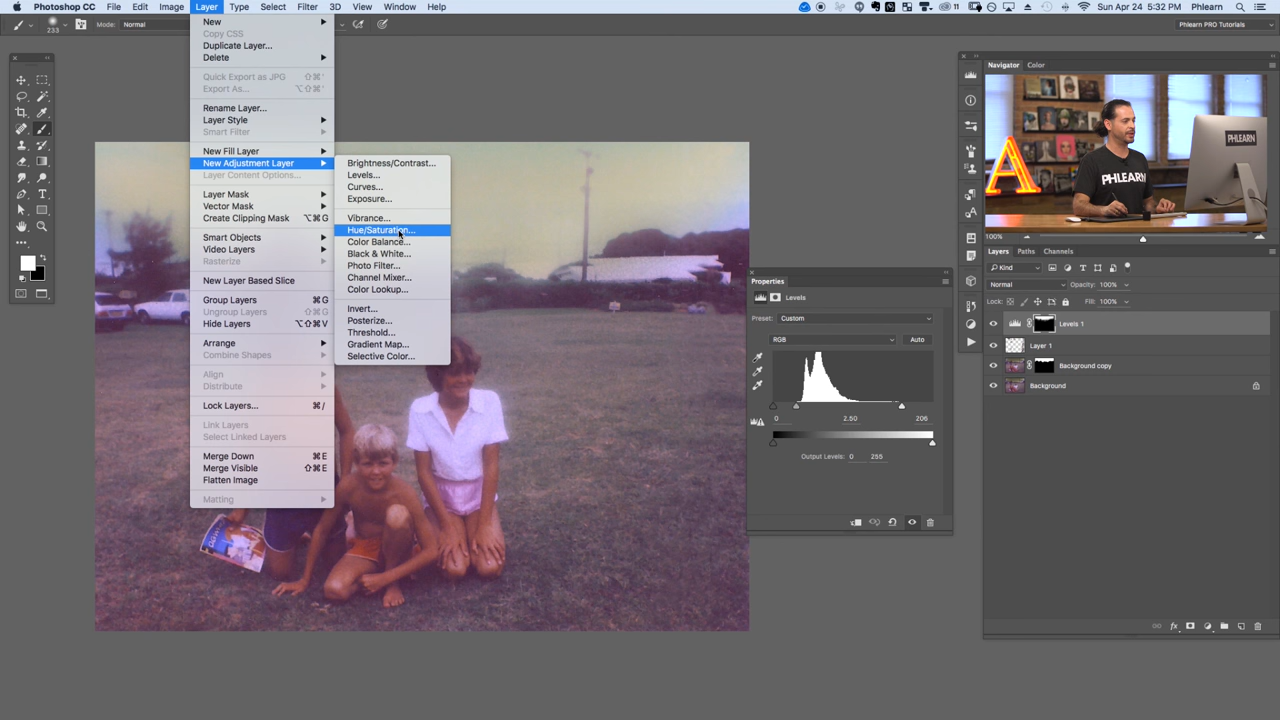 Photoshop CC File Edit Image Layer Type Select Filter 3D View Window Help
11 Sun Apr 24 5:32 PM Phlearn
233 Mode: Normal
Phlearn PRO Tutorials
New
Copy CSS
Duplicate Layer...
Delete
Quick Export as JPG ⇧⌘'
Export As... ⌥⇧⌘'
Rename Layer...
Layer Style
Smart Filter
New Fill Layer
New Adjustment Layer
Layer Content Options...
Layer Mask
Vector Mask
Create Clipping Mask ⌥⌘G
Smart Objects
Video Layers
Rasterize
New Layer Based Slice
Group Layers ⌘G
Ungroup Layers ⇧⌘G
Hide Layers ⌥⇧⌘V
Arrange
Combine Shapes
Align
Distribute
Lock Layers... ⌘/
Link Layers
Select Linked Layers
Merge Down ⌘E
Merge Visible ⇧⌘E
Flatten Image
Matting
Brightness/Contrast...
Levels...
Curves...
Exposure...
Vibrance...
Hue/Saturation...
Color Balance...
Black & White...
Photo Filter...
Channel Mixer...
Color Lookup...
Invert...
Posterize...
Threshold...
Gradient Map...
Selective Color...
Properties
Levels
Preset: Custom
RGB Auto
0 2.50 206
Output Levels: 0 255
Navigator Color
PHLEARN
PHLEARN
100%
Layers Channels Paths
Kind
Normal Opacity: 100%
Lock: Fill: 100%
Levels 1
Layer 1
Background copy
Background